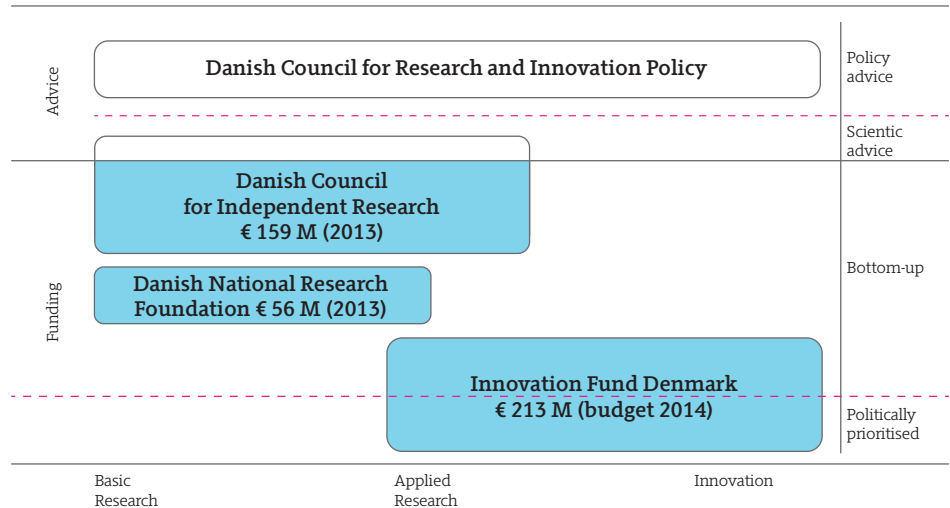 Advice
Danish Council for Research and Innovation Policy
Policy
advice
Scientic
advice
Danish Council
for Independent Research
€ 159 M (2013)
Funding
Danish National Research
Foundation € 56 M (2013)
Bottom-up
Innovation Fund Denmark
€ 213 M (budget 2014)
Politically
prioritised
Basic
Research
Applied
Research
Innovation